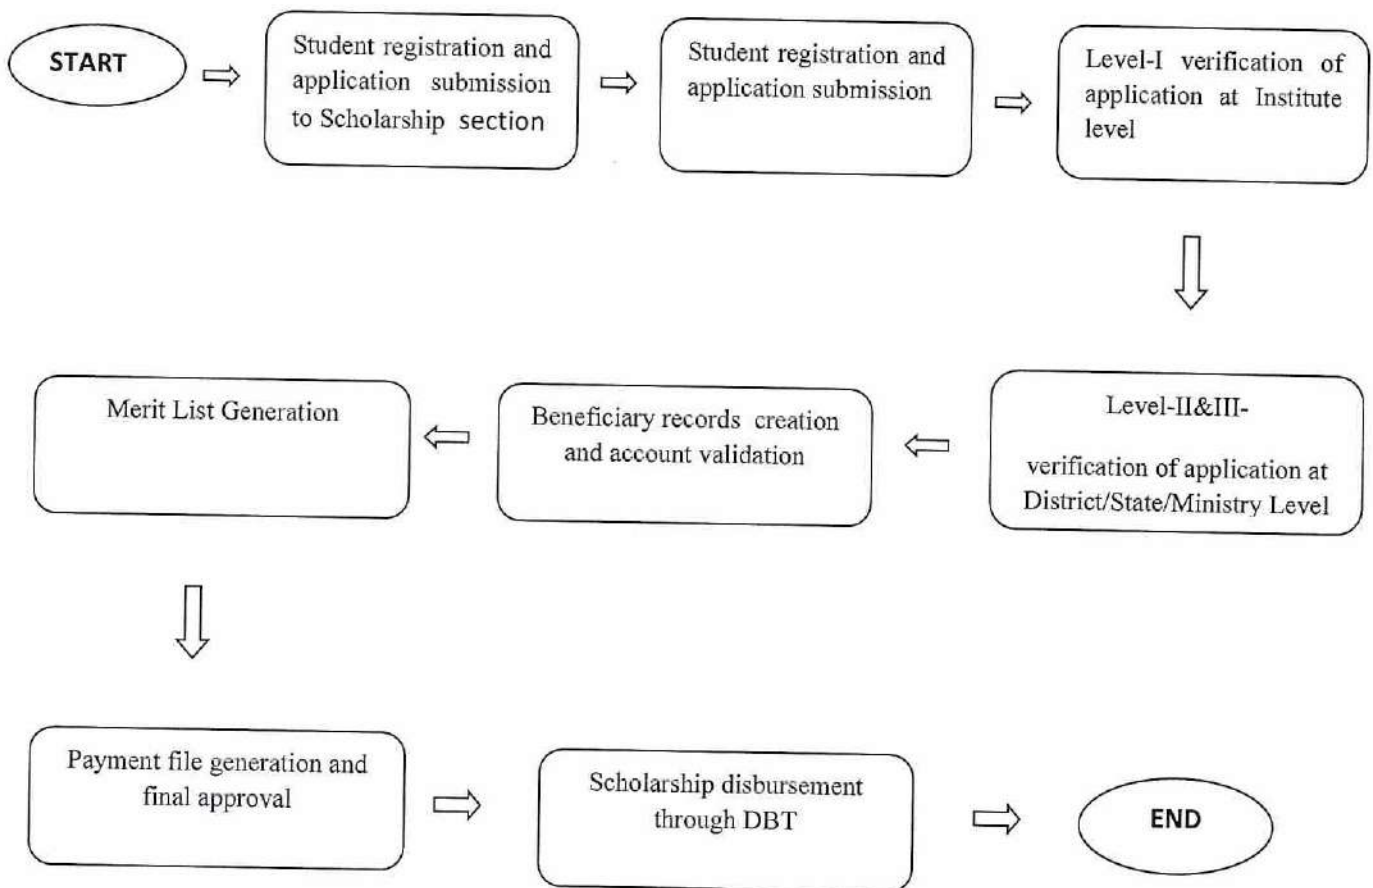 START
Student registration and
application submission
to Scholarship section
Student registration and
application submission
Level-I verification of
application at Institute
level
Level-II&III-
verification of application at
District/State/Ministry Level
Beneficiary records creation
and account validation
Merit List Generation
Payment file generation and
final approval
Scholarship disbursement
through DBT
END